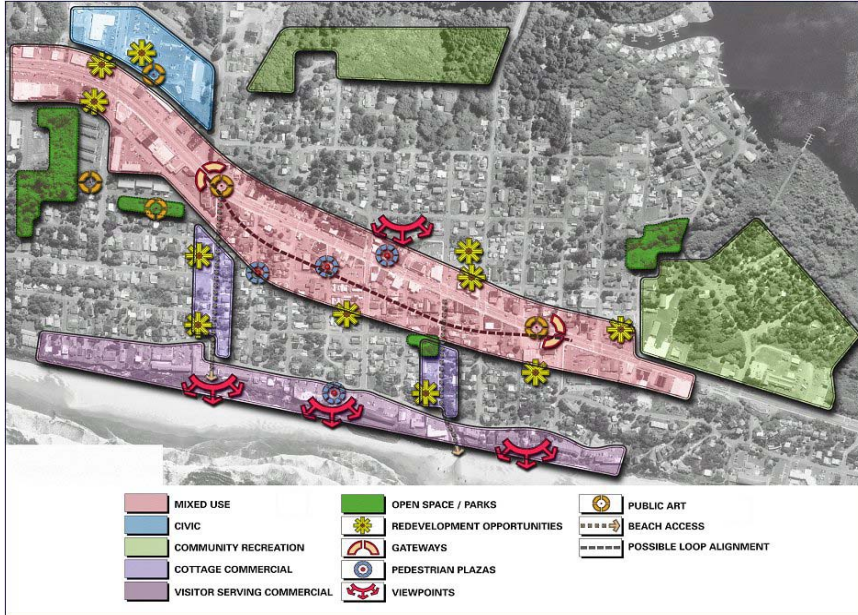 MIXED USE
CIVIC
COMMUNITY RECREATION
COTTAGE COMMERCIAL
VISITOR SERVING COMMERCIAL
OPEN SPACE / PARKS
REDEVELOPMENT OPPORTUNITIES
GATEWAYS
PEDESTRIAN PLAZAS
VIEWPOINTS
PUBLIC ART
BEACH ACCESS
POSSIBLE LOOP ALIGNMENT